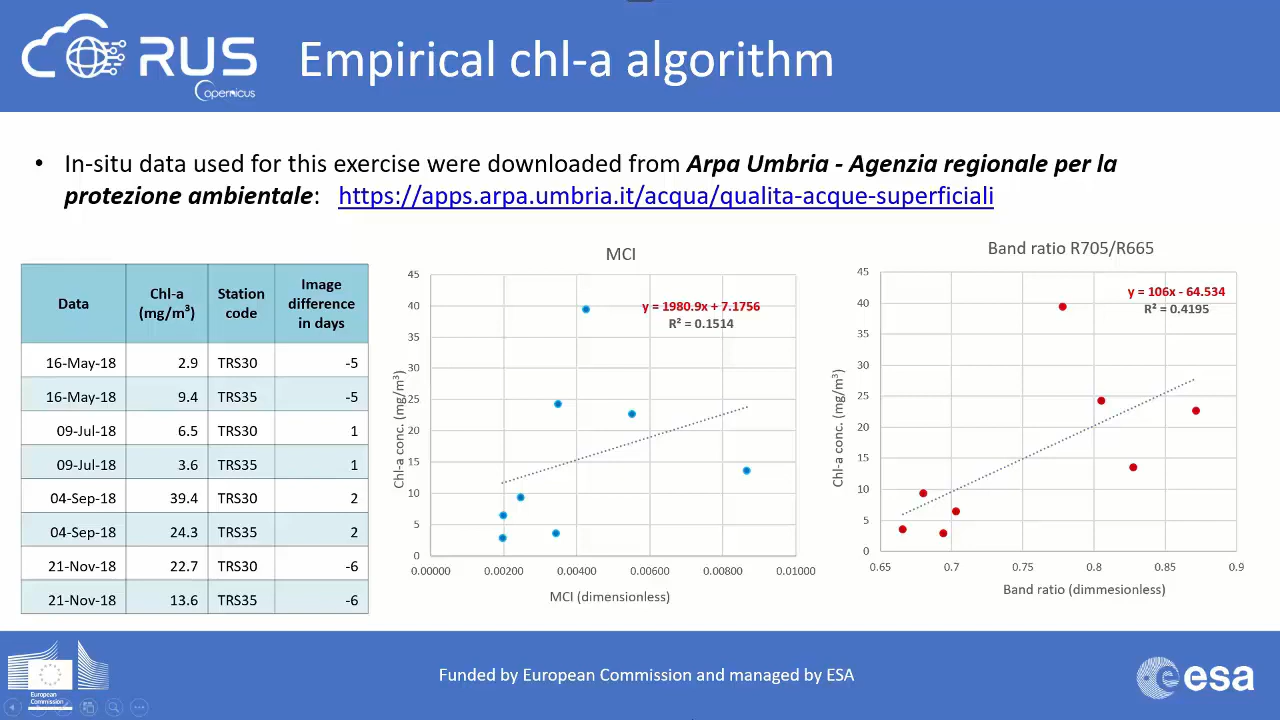 RUS
Copernicus
Empirical chl-a algorithm
• In-situ data used for this exercise were downloaded from Arpa Umbria - Agenzia regionale per la
protezione ambientale: https://apps.arpa.umbria.it/acqua/qualita-acque-superficiali
Data Chl-a (mg/m³) Station code Image difference in days
16-May-18 2.9 TRS30 -5
16-May-18 9.4 TRS35 -5
09-Jul-18 6.5 TRS30 1
09-Jul-18 3.6 TRS35 1
04-Sep-18 39.4 TRS30 2
04-Sep-18 24.3 TRS35 2
21-Nov-18 22.7 TRS30 -6
21-Nov-18 13.6 TRS35 -6
MCI
y = 1980.9x + 7.1756
R² = 0.1514
Chl-a conc. (mg/m³)
45
40
35
30
25
20
15
10
5
0
0.00000 0.00200 0.00400 0.00600 0.00800 0.01000
MCI (dimensionless)
Band ratio R705/R665
y = 106x - 64.534
R² = 0.4195
Chl-a conc. (mg/m³)
45
40
35
30
25
20
15
10
5
0
0.65 0.7 0.75 0.8 0.85 0.9
Band ratio (dimmesionless)
European
Commission
Funded by European Commission and managed by ESA
esa